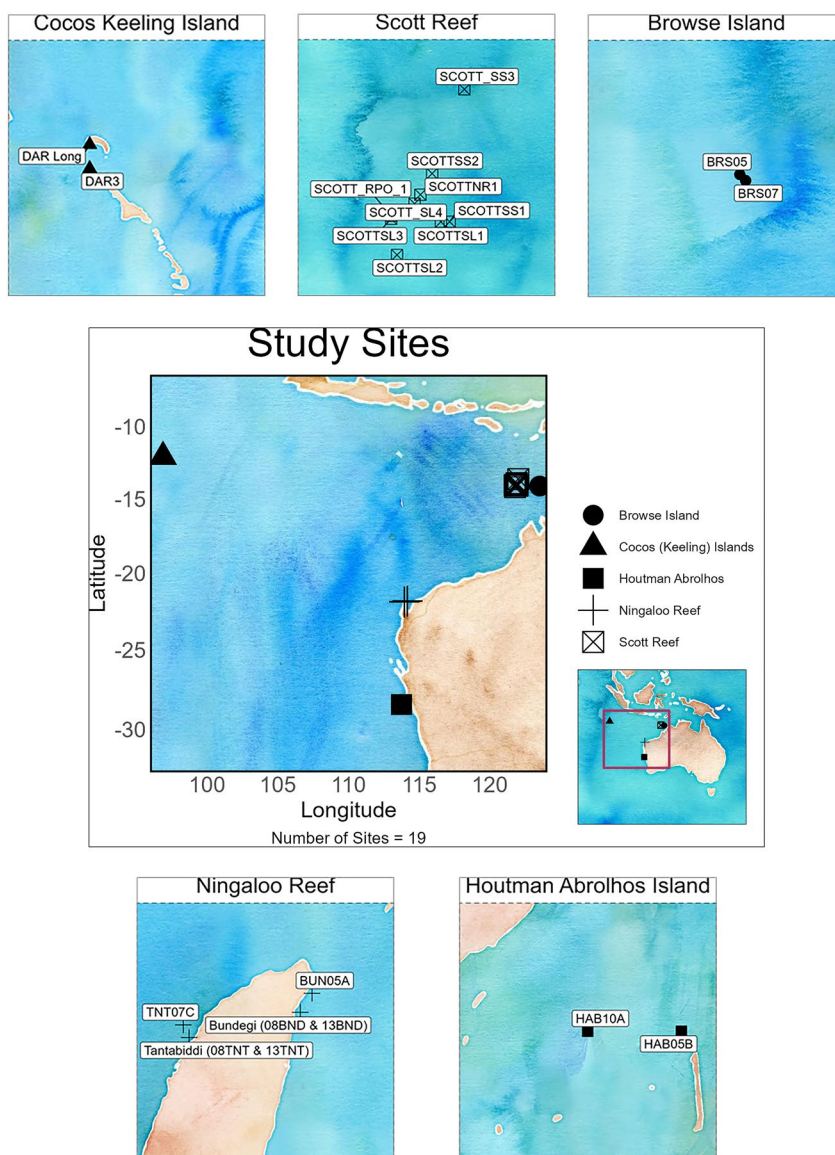 Cocos Keeling Island
Scott Reef
Browse Island
DAR Long
DAR3
SCOTT_SS3
SCOTTSS2
SCOTT_RPO_1
SCOTTNR1
SCOTT_SL4
SCOTTSS1
SCOTTSL3
SCOTTSL1
SCOTTSL2
BRS05
BRS07
Study Sites
Latitude
-10
-15
-20
-25
-30
100
105
110
115
120
Longitude
Number of Sites = 19
Browse Island
Cocos (Keeling) Islands
Houtman Abrolhos
Ningaloo Reef
Scott Reef
Ningaloo Reef
Houtman Abrolhos Island
BUN05A
TNT07C
Bundegi (08BND & 13BND)
Tantabiddi (08TNT & 13TNT)
HAB10A
HAB05B